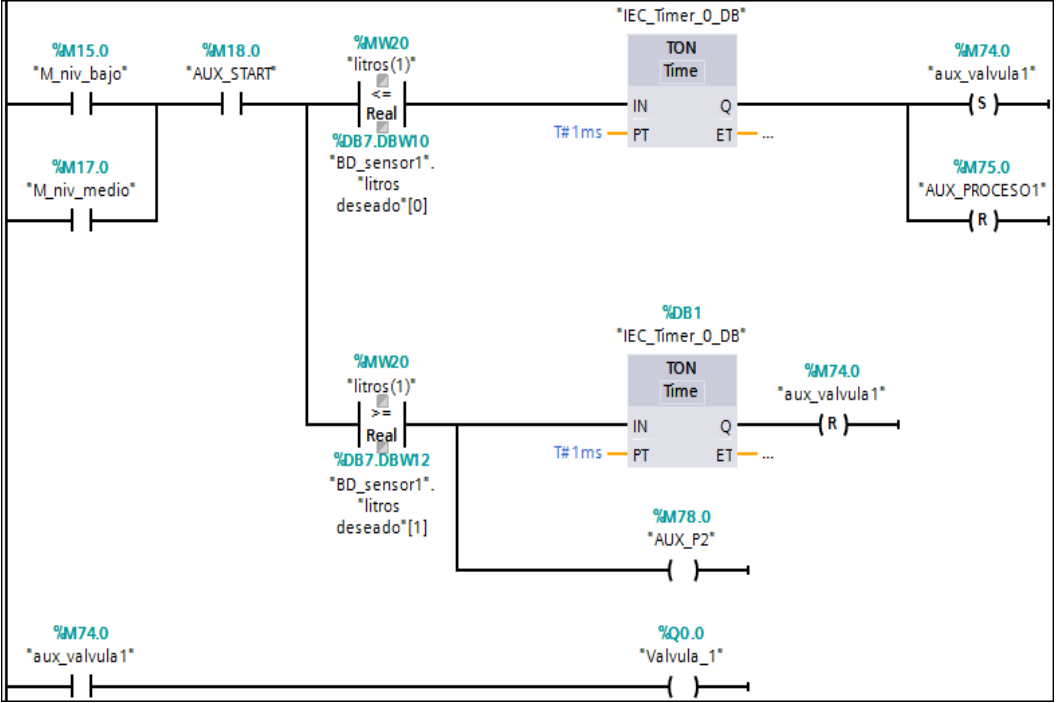 "IEC_Timer_0_DB"
%M15.0
"M_niv_bajo"
%M18.0
"AUX_START"
%MW20
"litros(1)"
<=
Real
%DB7.DBW10
"BD_sensor1".
"litros
deseado"[0]
TON
Time
IN Q
T#1ms PT ET ...
%M74.0
"aux_valvula1"
S
%M17.0
"M_niv_medio"
%M75.0
"AUX_PROCESO1"
R
%DB1
"IEC_Timer_0_DB"
%MW20
"litros(1)"
>=
Real
%DB7.DBW12
"BD_sensor1".
"litros
deseado"[1]
TON
Time
IN Q
T#1ms PT ET ...
%M74.0
"aux_valvula1"
R
%M78.0
"AUX_P2"
%M74.0
"aux_valvula1"
%Q0.0
"Valvula_1"